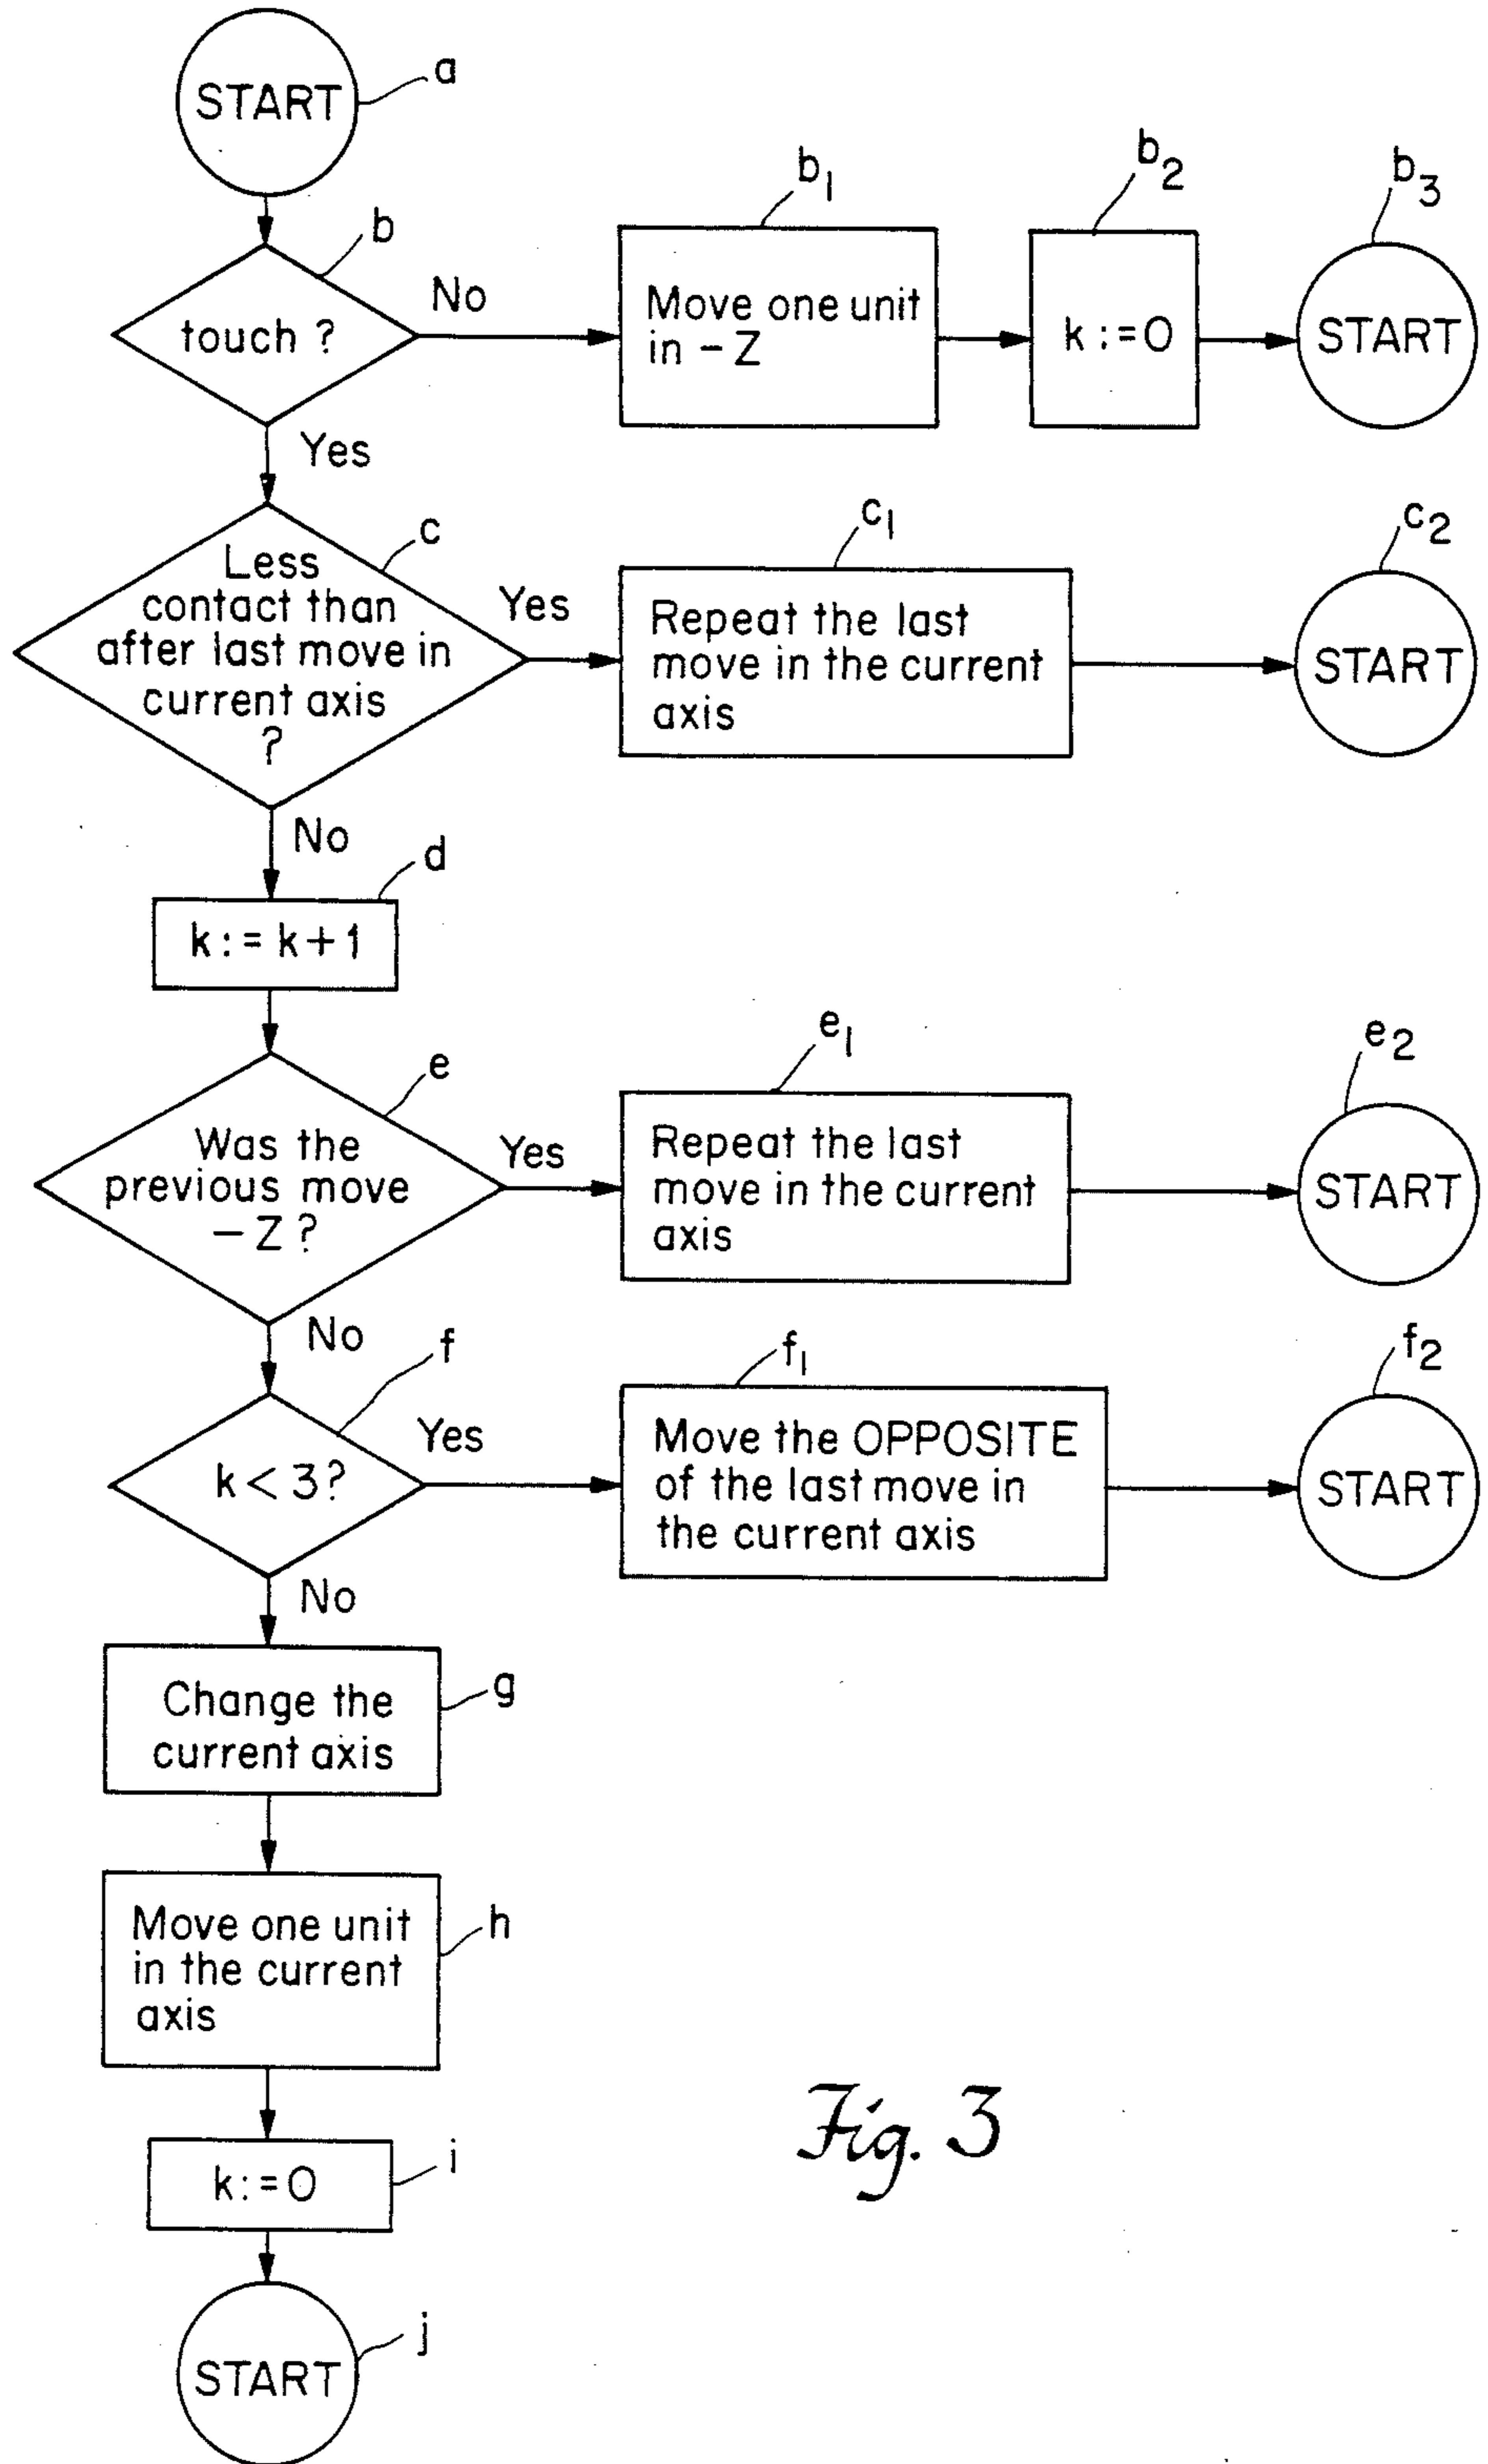 START
a
b
touch ?
No
b1
Move one unit
in - Z
b2
k := 0
b3
START
Yes
c
Less
contact than
after last move in
current axis
?
Yes
c1
Repeat the last
move in the current
axis
c2
START
No
d
k := k + 1
e
Was the
previous move
- Z ?
Yes
e1
Repeat the last
move in the current
axis
e2
START
No
f
k < 3 ?
Yes
f1
Move the OPPOSITE
of the last move in
the current axis
f2
START
No
Change the
current axis
g
Move one unit
in the current
axis
h
k := 0
i
START
j
Fig. 3